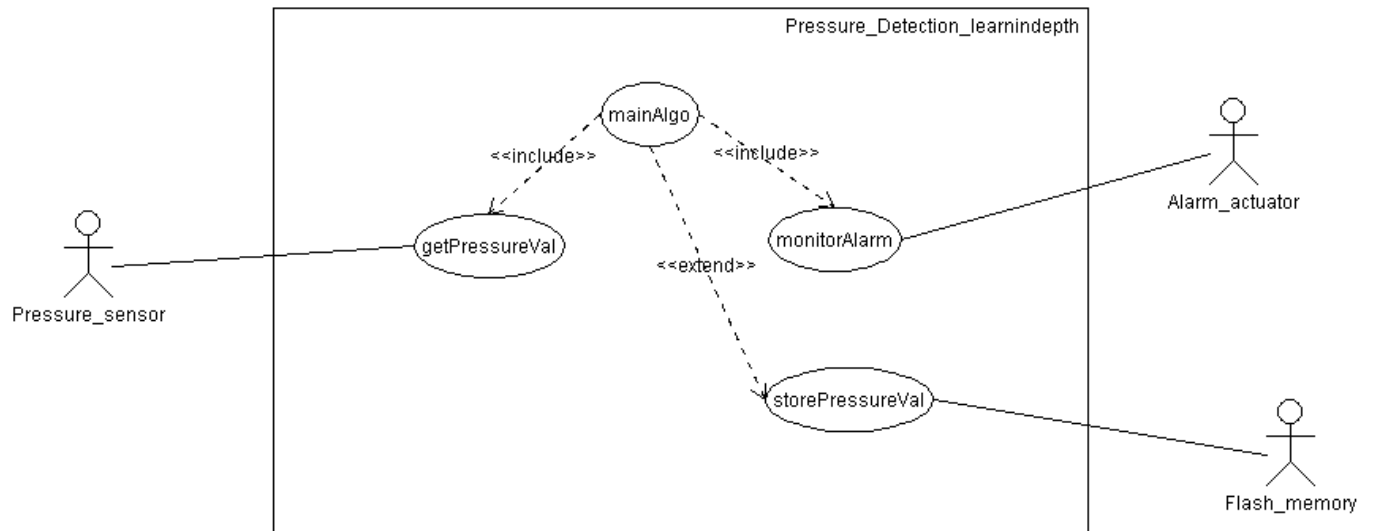 Pressure_Detection_learnindepth
mainAlgo
<<include>>
<<include>>
Alarm_actuator
getPressureVal
monitorAlarm
<<extend>>
Pressure_sensor
storePressureVal
Flash_memory